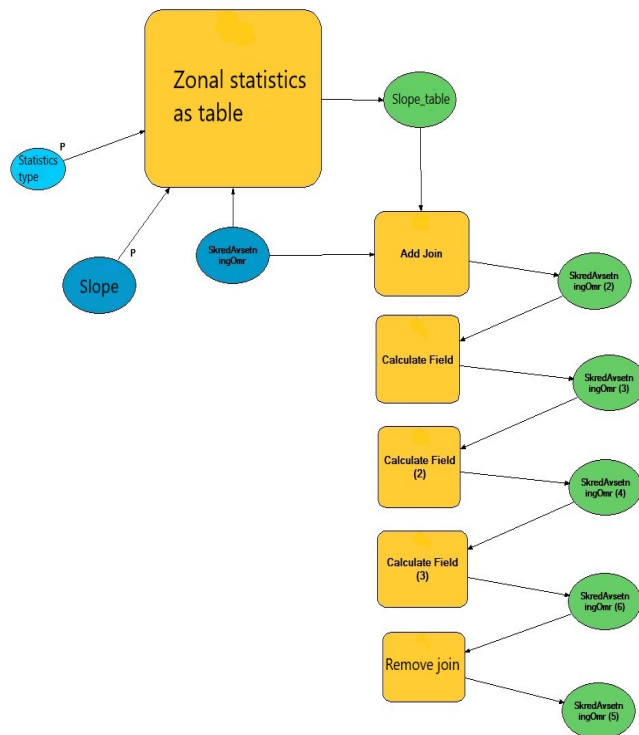 Zonal statistics
as table
Slope_table
P
Statistics
type
P
Slope
SkredAvsetn
ingOmr
Add Join
SkredAvsetn
ingOmr (2)
Calculate Field
SkredAvsetn
ingOmr (3)
Calculate Field
(2)
SkredAvsetn
ingOmr (4)
Calculate Field
(3)
SkredAvsetn
ingOmr (6)
Remove join
SkredAvsetn
ingOmr (5)